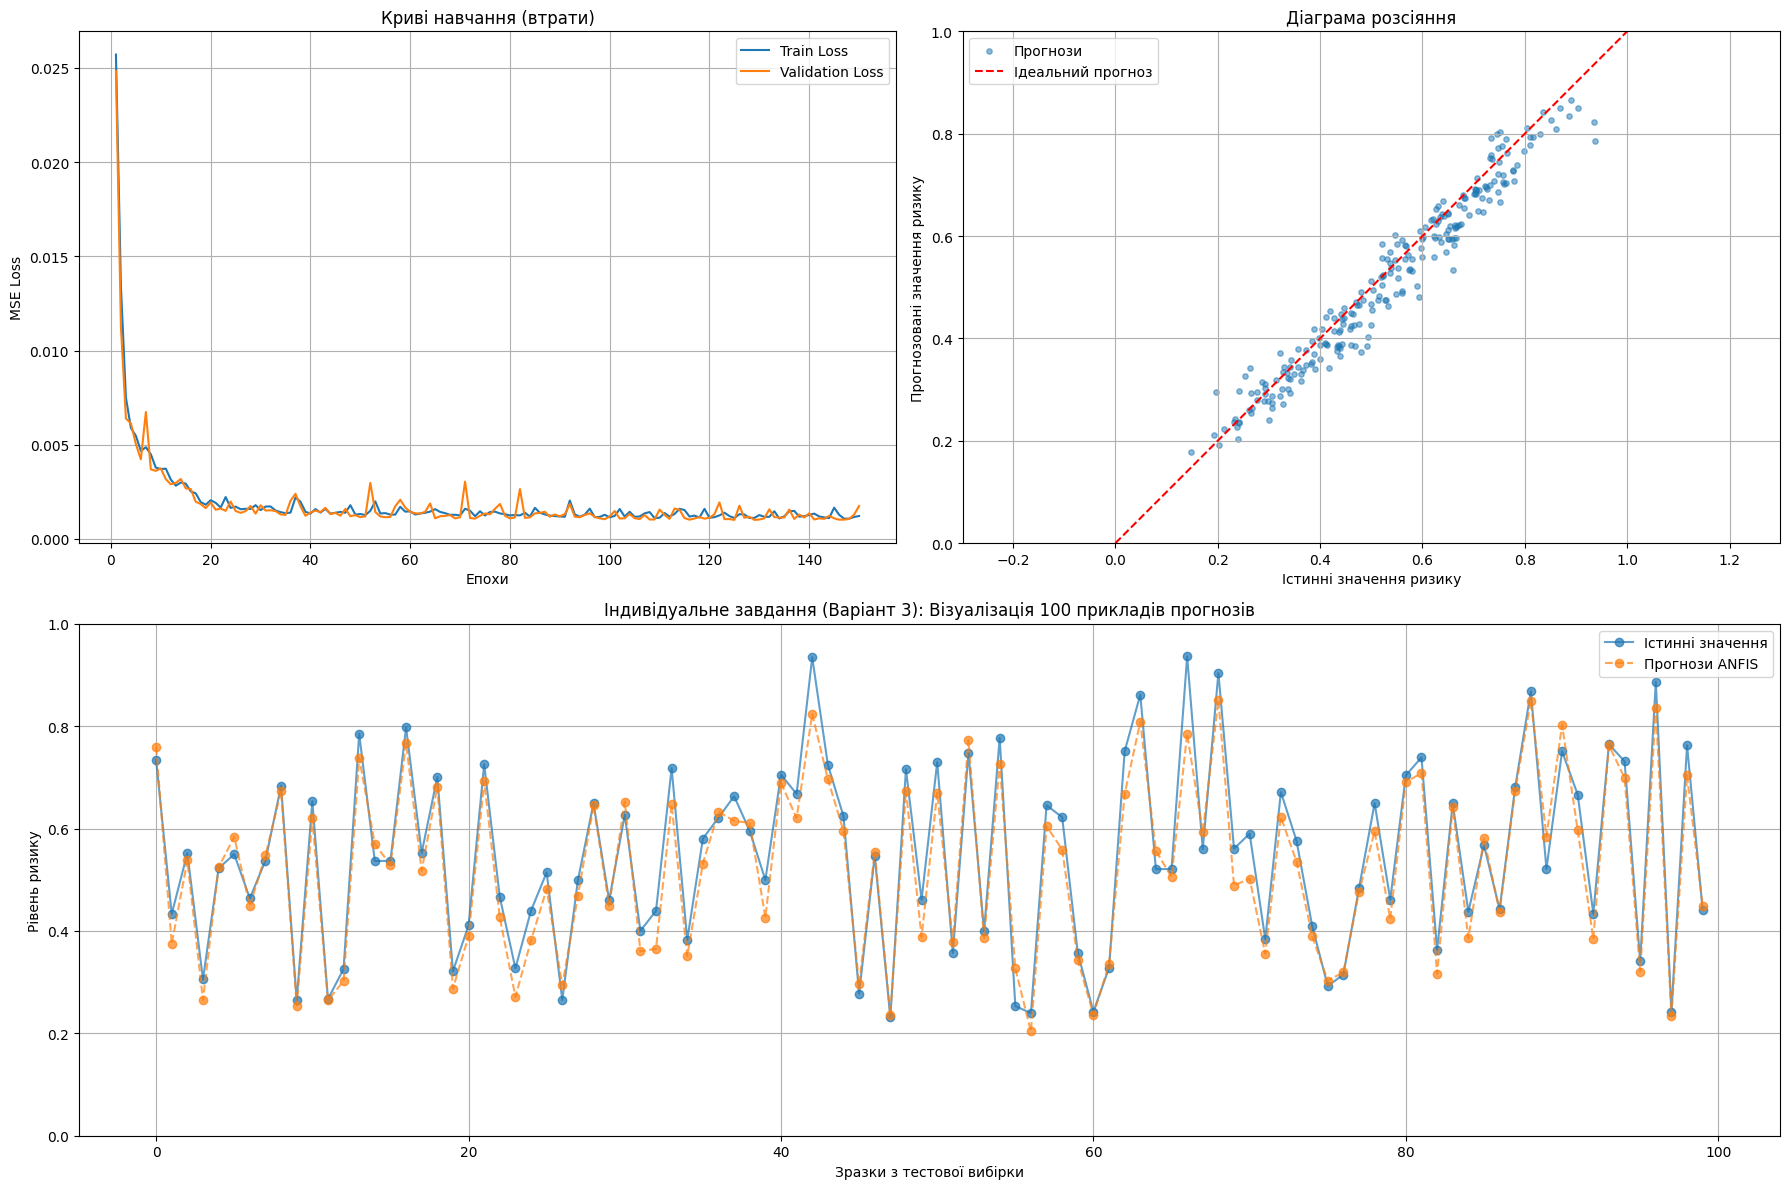 Криві навчання (втрати)
MSE Loss
0.025
0.020
0.015
0.010
0.005
0.000
Train Loss
Validation Loss
0 20 40 60 80 100 120 140
Епохи
Діаграма розсіяння
Прогнозовані значення ризику
1.0
0.8
0.6
0.4
0.2
0.0
Прогнози
Ідеальний прогноз
−0.2 0.0 0.2 0.4 0.6 0.8 1.0 1.2
Істинні значення ризику
Індивідуальне завдання (Варіант 3): Візуалізація 100 прикладів прогнозів
Рівень ризику
1.0
0.8
0.6
0.4
0.2
0.0
Істинні значення
Прогнози ANFIS
0 20 40 60 80 100
Зразки з тестової вибірки